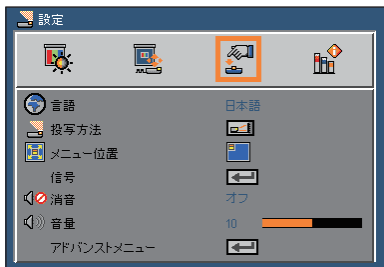 設定
言語 日本語
投写方法
メニュー位置
信号
消音 オフ
音量 10
アドバンストメニュー